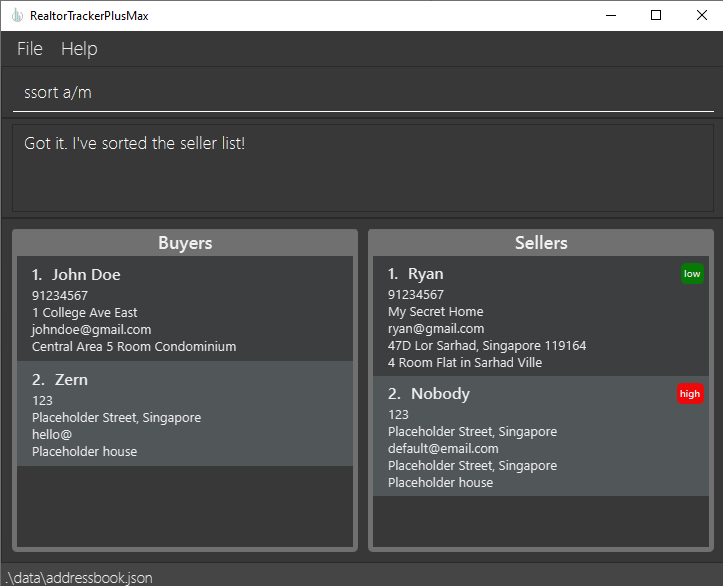 RealtorTrackerPlusMax
File Help
ssort a/m
Got it. I've sorted the seller list!
Buyers
1. John Doe
91234567
1 College Ave East
johndoe@gmail.com
Central Area 5 Room Condominium
2. Zern
123
Placeholder Street, Singapore
hello@
Placeholder house
Sellers
1. Ryan
low
91234567
My Secret Home
ryan@gmail.com
47D Lor Sarhad, Singapore 119164
4 Room Flat in Sarhad Ville
2. Nobody
high
123
Placeholder Street, Singapore
default@email.com
Placeholder Street, Singapore
Placeholder house
.\data\addressbook.json